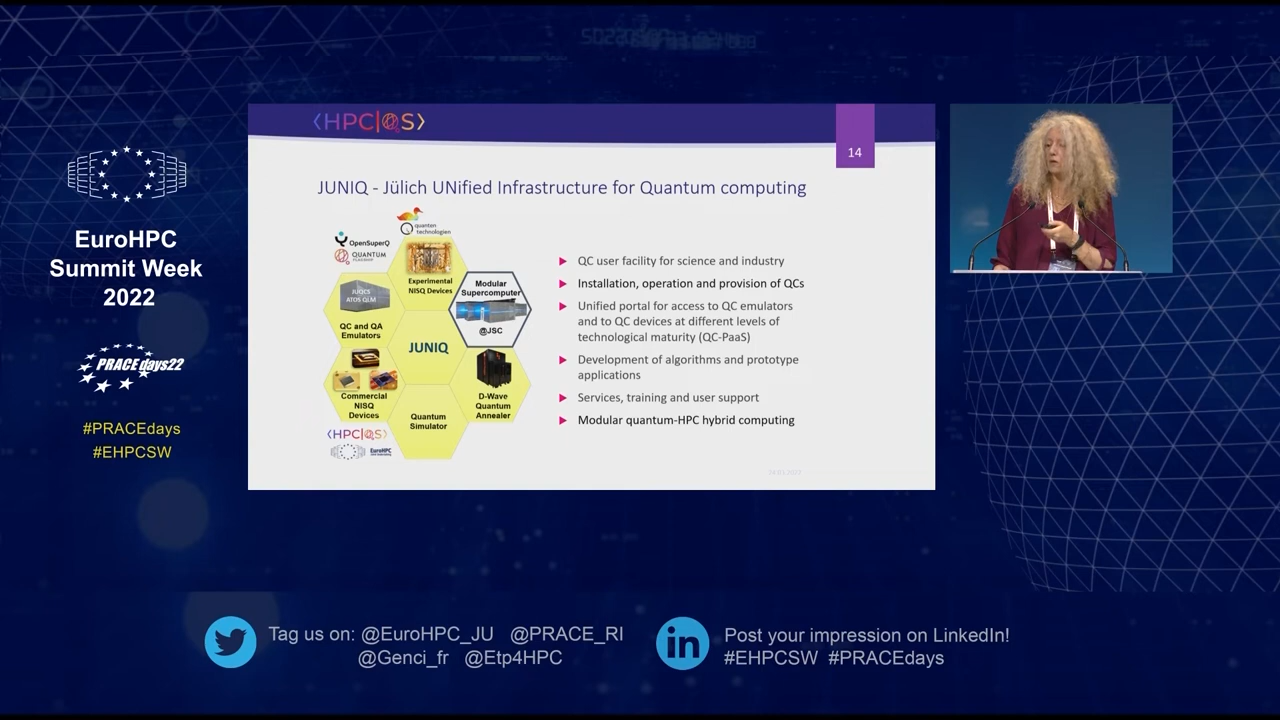 EuroHPC
Summit Week
2022
PRACEdays22
#PRACEdays
#EHPCSW
<HPC|QS>
14
JUNIQ - Jülich UNified Infrastructure for Quantum computing
quanten
technologien
OpenSuperQ
QUANTUM
FLAGSHIP
Experimental
NISQ Devices
Modular
Supercomputer
@JSC
JUQCS
ATOS QLM
QC and QA
Emulators
JUNIQ
Commercial
NISQ
Devices
D-Wave
Quantum
Annealer
Quantum
Simulator
<HPC|QS>
EuroHPC
QC user facility for science and industry
Installation, operation and provision of QCs
Unified portal for access to QC emulators
and to QC devices at different levels of
technological maturity (QC-PaaS)
Development of algorithms and prototype
applications
Services, training and user support
Modular quantum-HPC hybrid computing
Tag us on: @EuroHPC_JU @PRACE_RI
@Genci_fr @Etp4HPC
in
Post your impression on LinkedIn!
#EHPCSW #PRACEdays